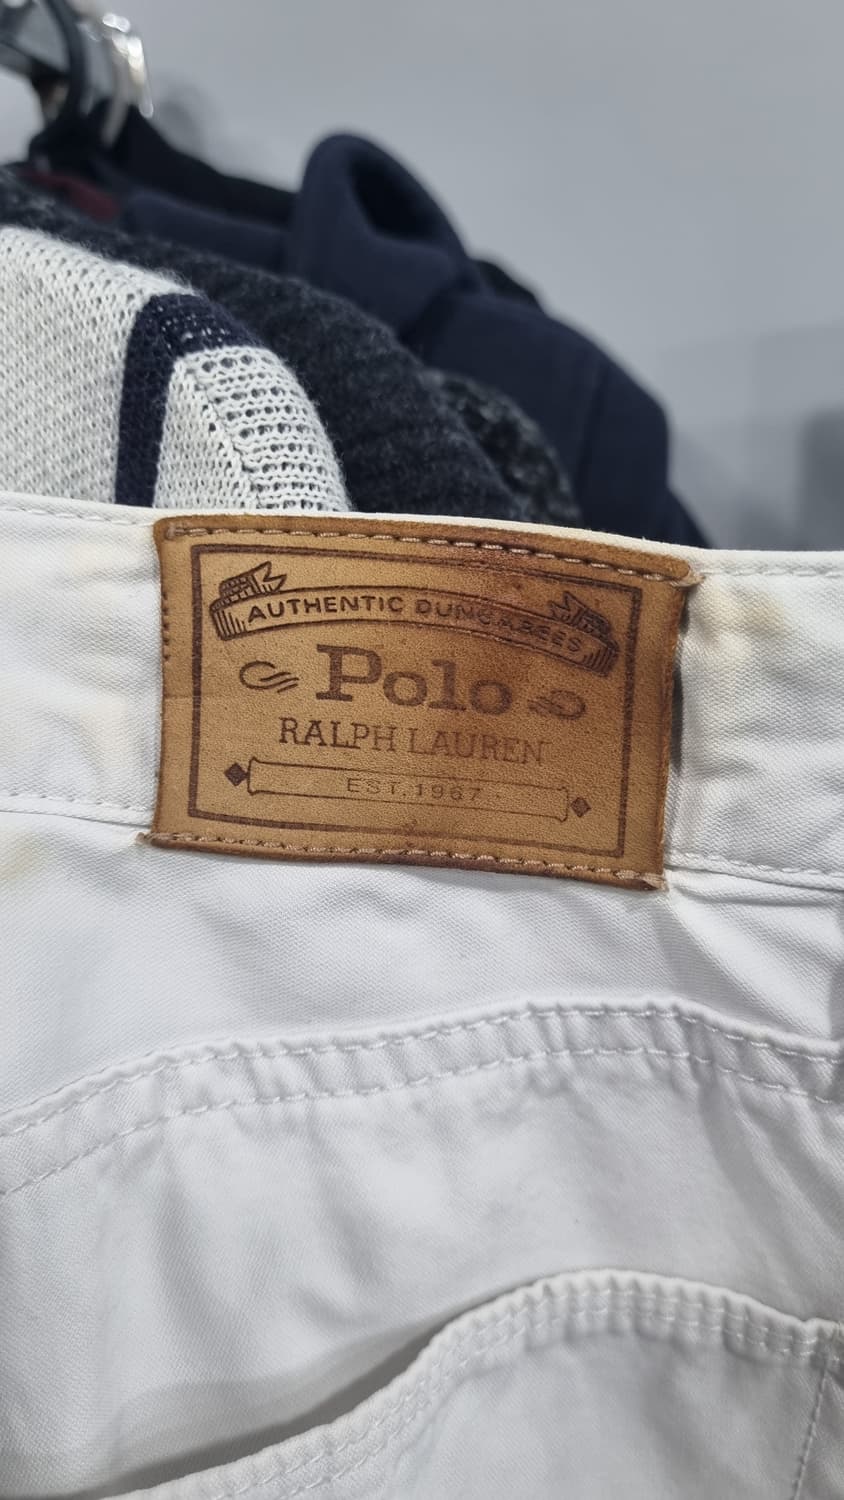 AUTHENTIC DUNGAREES
Polo
RALPH LAUREN
EST. 1967